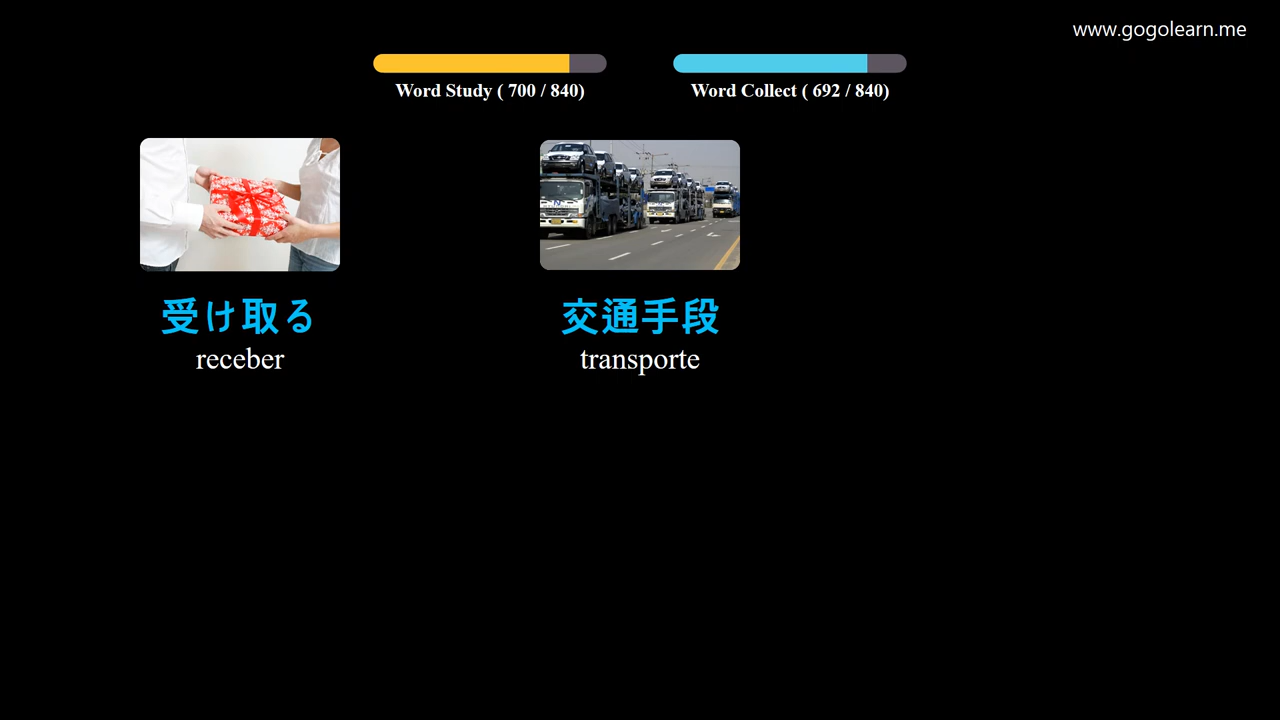 www.gogolearn.me
Word Study ( 700 / 840)
Word Collect ( 692 / 840)
受け取る
receber
交通手段
transporte